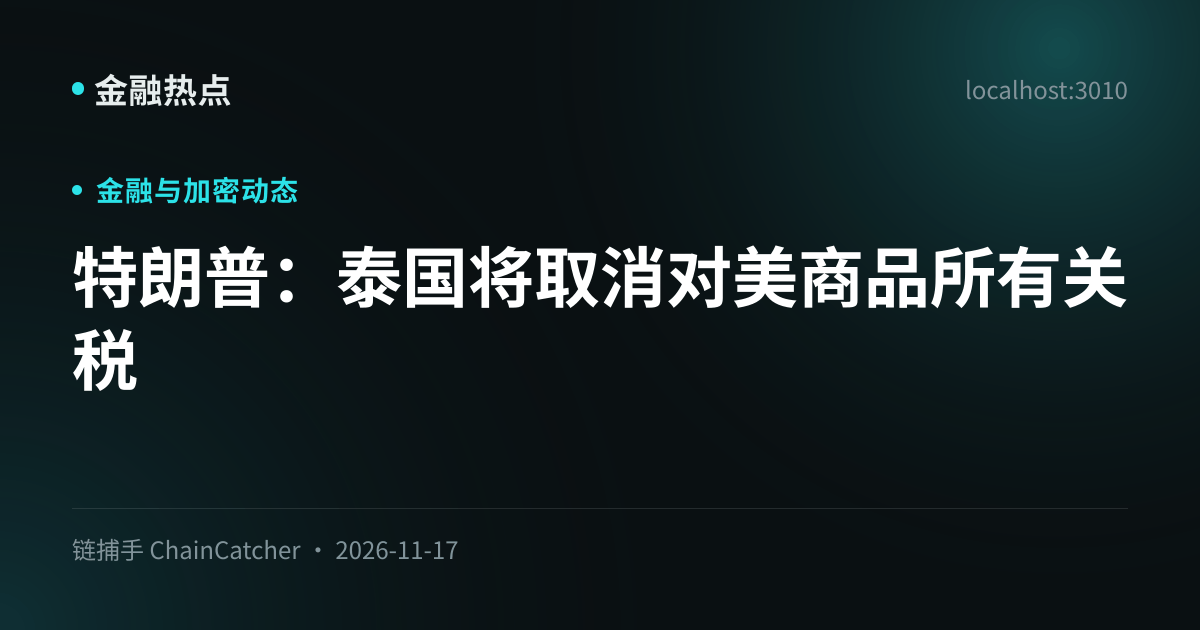 金融热点
localhost:3010
金融与加密动态
特朗普：泰国将取消对美商品所有关
税
链捕手 ChainCatcher · 2026-11-17